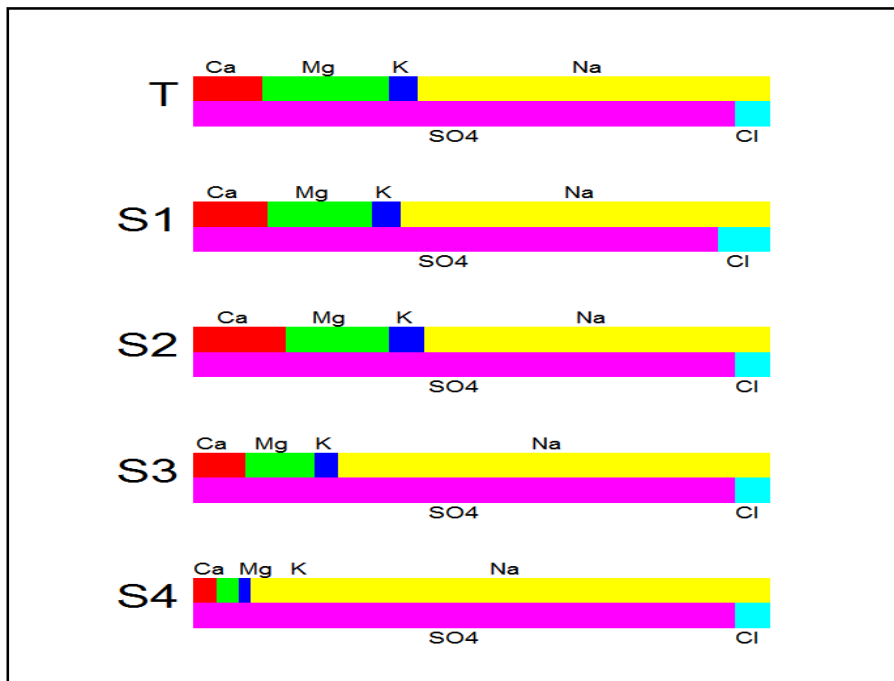 Ca Mg K Na
T
SO4 Cl
Ca Mg K Na
S1
SO4 Cl
Ca Mg K Na
S2
SO4 Cl
Ca Mg K Na
S3
SO4 Cl
Ca Mg K Na
S4
SO4 Cl